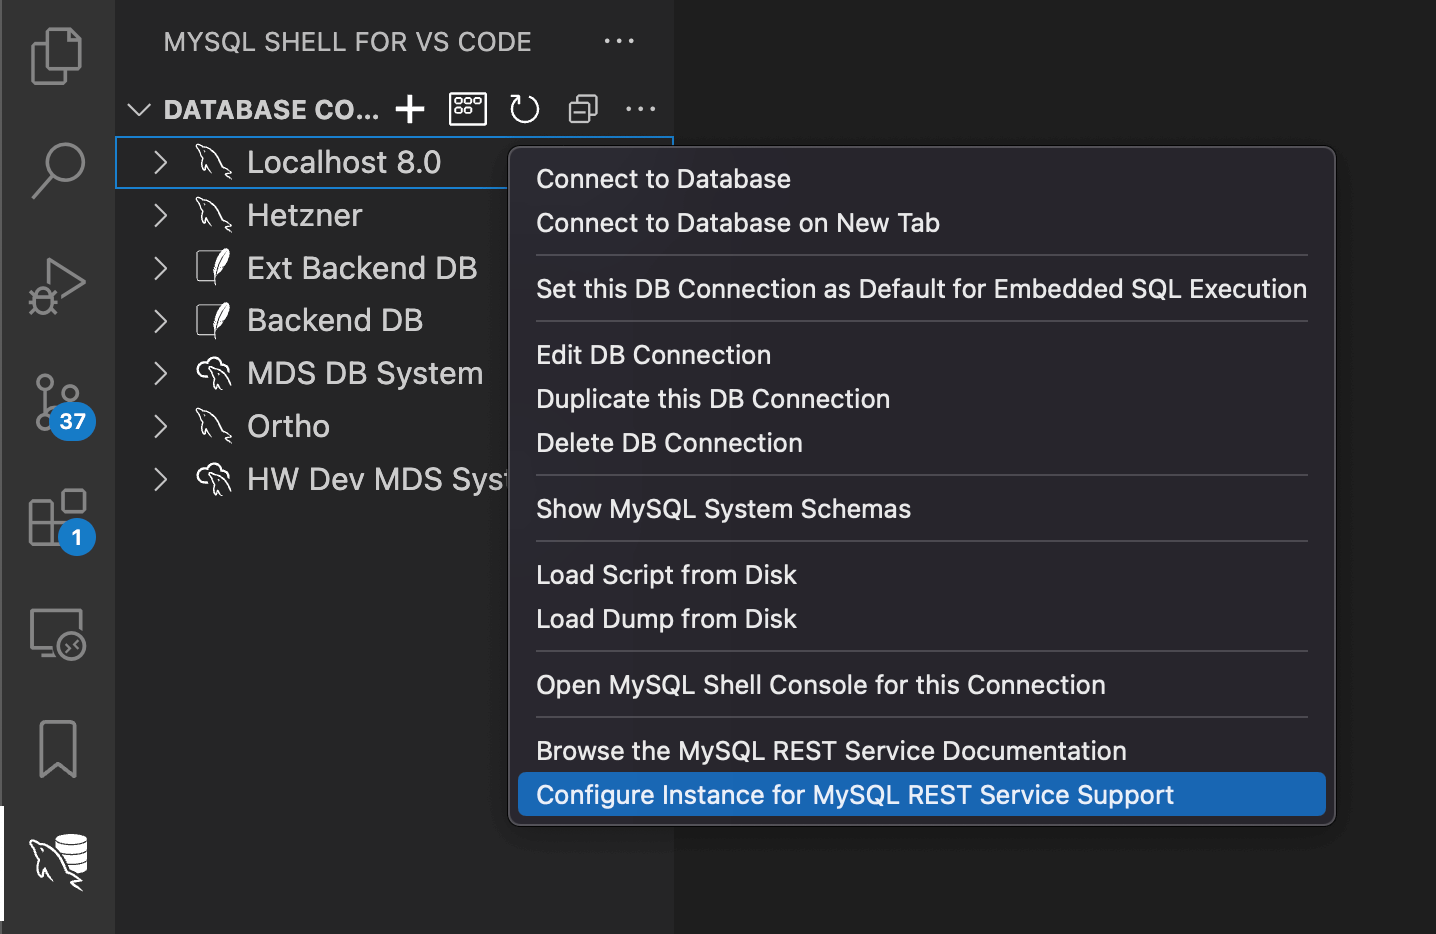 MYSQL SHELL FOR VS CODE
DATABASE CO...
Localhost 8.0
Hetzner
Ext Backend DB
Backend DB
MDS DB System
Ortho
HW Dev MDS Syst
37
1
Connect to Database
Connect to Database on New Tab
Set this DB Connection as Default for Embedded SQL Execution
Edit DB Connection
Duplicate this DB Connection
Delete DB Connection
Show MySQL System Schemas
Load Script from Disk
Load Dump from Disk
Open MySQL Shell Console for this Connection
Browse the MySQL REST Service Documentation
Configure Instance for MySQL REST Service Support